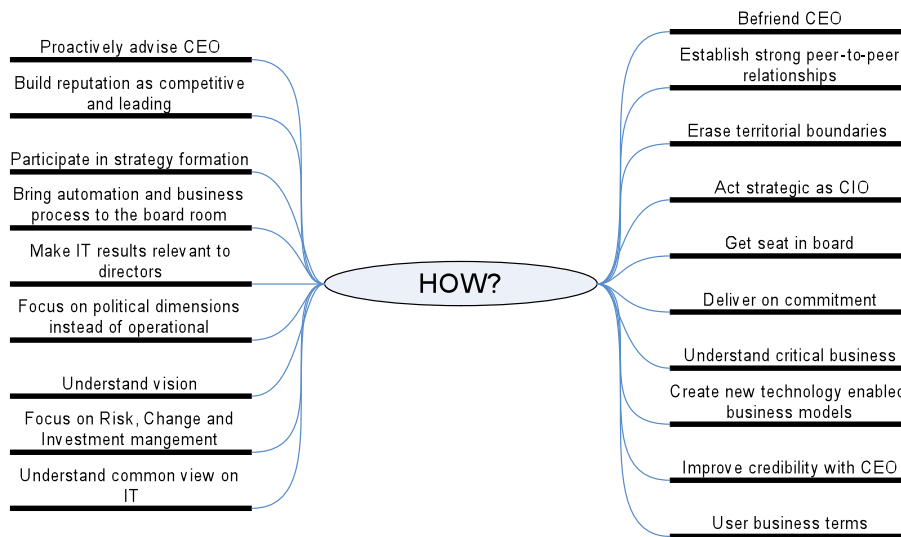 Proactively advise CEO
Build reputation as competitive
and leading
Participate in strategy formation
Bring automation and business
process to the board room
Make IT results relevant to
directors
Focus on political dimensions
instead of operational
Understand vision
Focus on Risk, Change and
Investment mangement
Understand common view on
IT
HOW?
Befriend CEO
Establish strong peer-to-peer
relationships
Erase territorial boundaries
Act strategic as CIO
Get seat in board
Deliver on commitment
Understand critical business
Create new technology enabled
business models
Improve credibility with CEO
User business terms